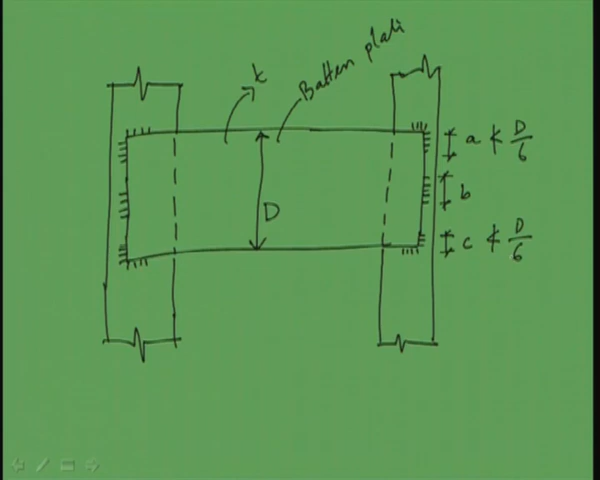 t
Batten plate
a ≮ D/6
D
b
c ≮ D/6